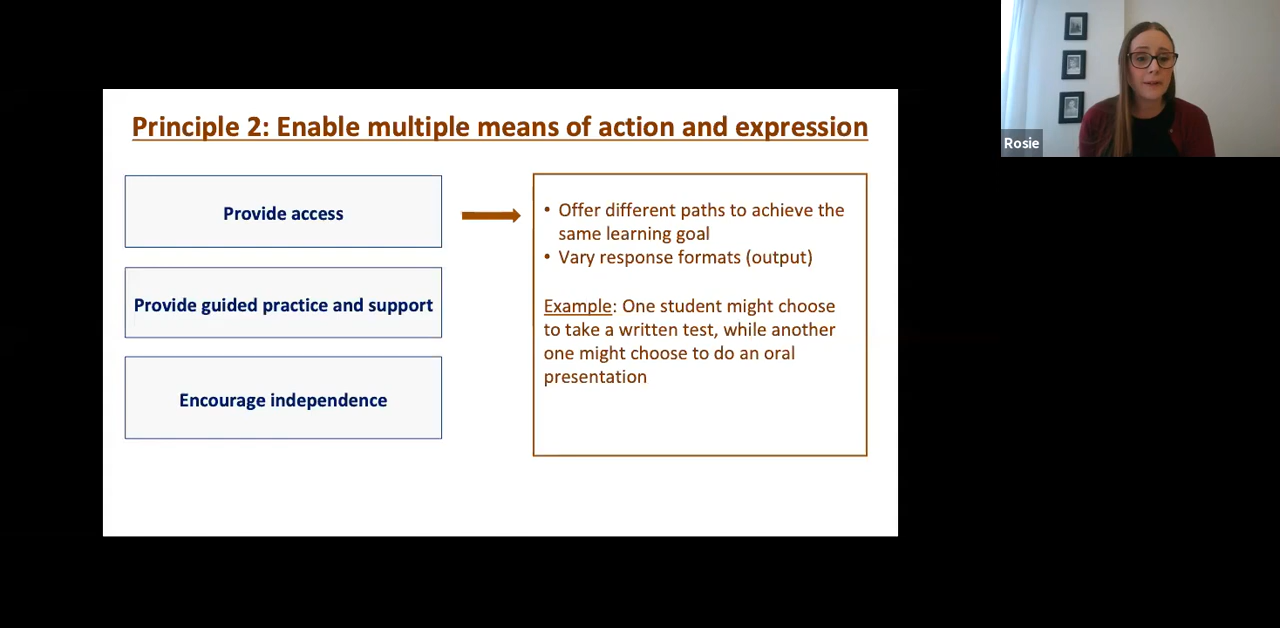 Principle 2: Enable multiple means of action and expression
Provide access
Provide guided practice and support
Encourage independence
• Offer different paths to achieve the
same learning goal
• Vary response formats (output)
Example: One student might choose
to take a written test, while another
one might choose to do an oral
presentation
Rosie